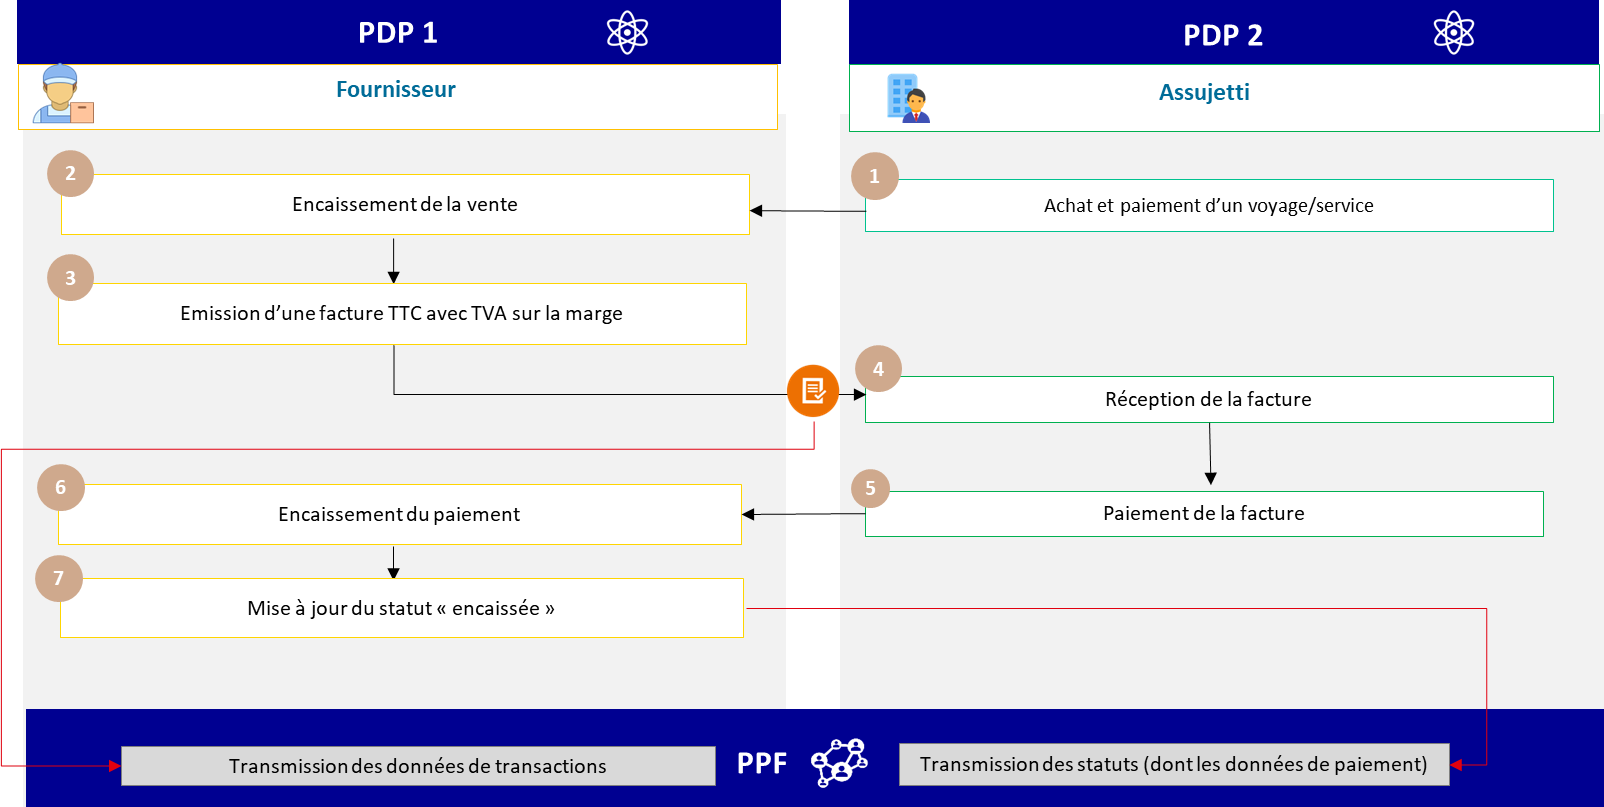 PDP 1
PDP 2
Fournisseur
Assujetti
2
Encaissement de la vente
1
Achat et paiement d’un voyage/service
3
Emission d’une facture TTC avec TVA sur la marge
4
Réception de la facture
6
Encaissement du paiement
5
Paiement de la facture
7
Mise à jour du statut « encaissée »
Transmission des données de transactions
PPF
Transmission des statuts (dont les données de paiement)